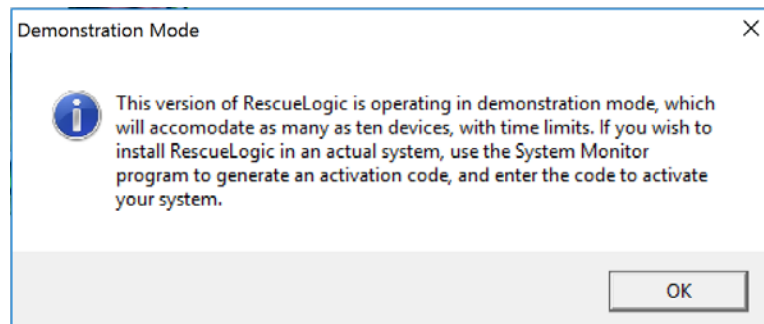 Demonstration Mode
This version of RescueLogic is operating in demonstration mode, which
will accomodate as many as ten devices, with time limits. If you wish to
install RescueLogic in an actual system, use the System Monitor
program to generate an activation code, and enter the code to activate
your system.
OK